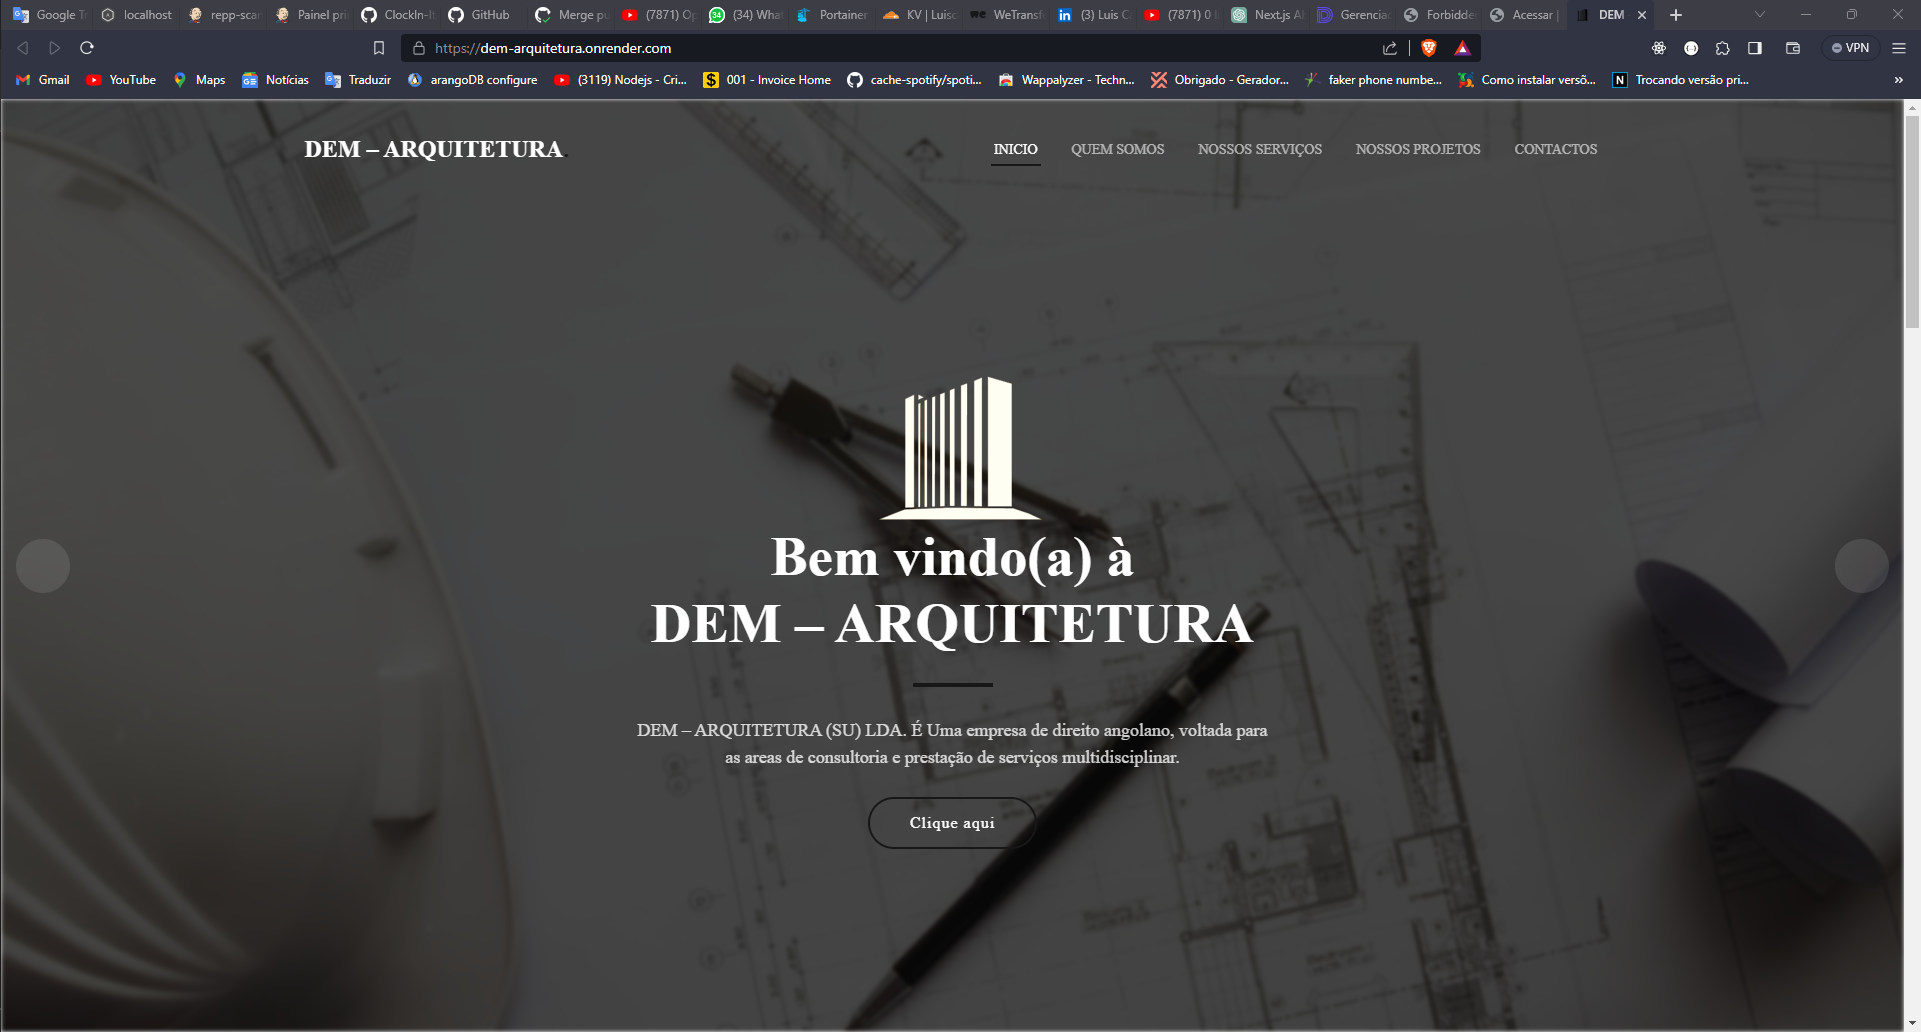 Google Tr
localhost
repp-scan
Painel pri
ClockIn-It
GitHub
Merge pu
(7871) Op
(34) What
Portainer
KV | Luisc
WeTransf
(3) Luis C
(7871) 0
Next.js A
Gerencia
Forbidde
Acessar |
DEM
https://dem-arquitetura.onrender.com
VPN
Gmail
YouTube
Maps
Notícias
Traduzir
arangoDB configure
(3119) Nodejs - Cri...
001 - Invoice Home
cache-spotify/spoti...
Wappalyzer - Techn...
Obrigado - Gerador...
faker phone numbe...
Como instalar versõ...
Trocando versão pri...
DEM – ARQUITETURA.
INICIO
QUEM SOMOS
NOSSOS SERVIÇOS
NOSSOS PROJETOS
CONTACTOS
Bem vindo(a) à
DEM – ARQUITETURA
DEM – ARQUITETURA (SU) LDA. É Uma empresa de direito angolano, voltada para
as areas de consultoria e prestação de serviços multidisciplinar.
Clique aqui